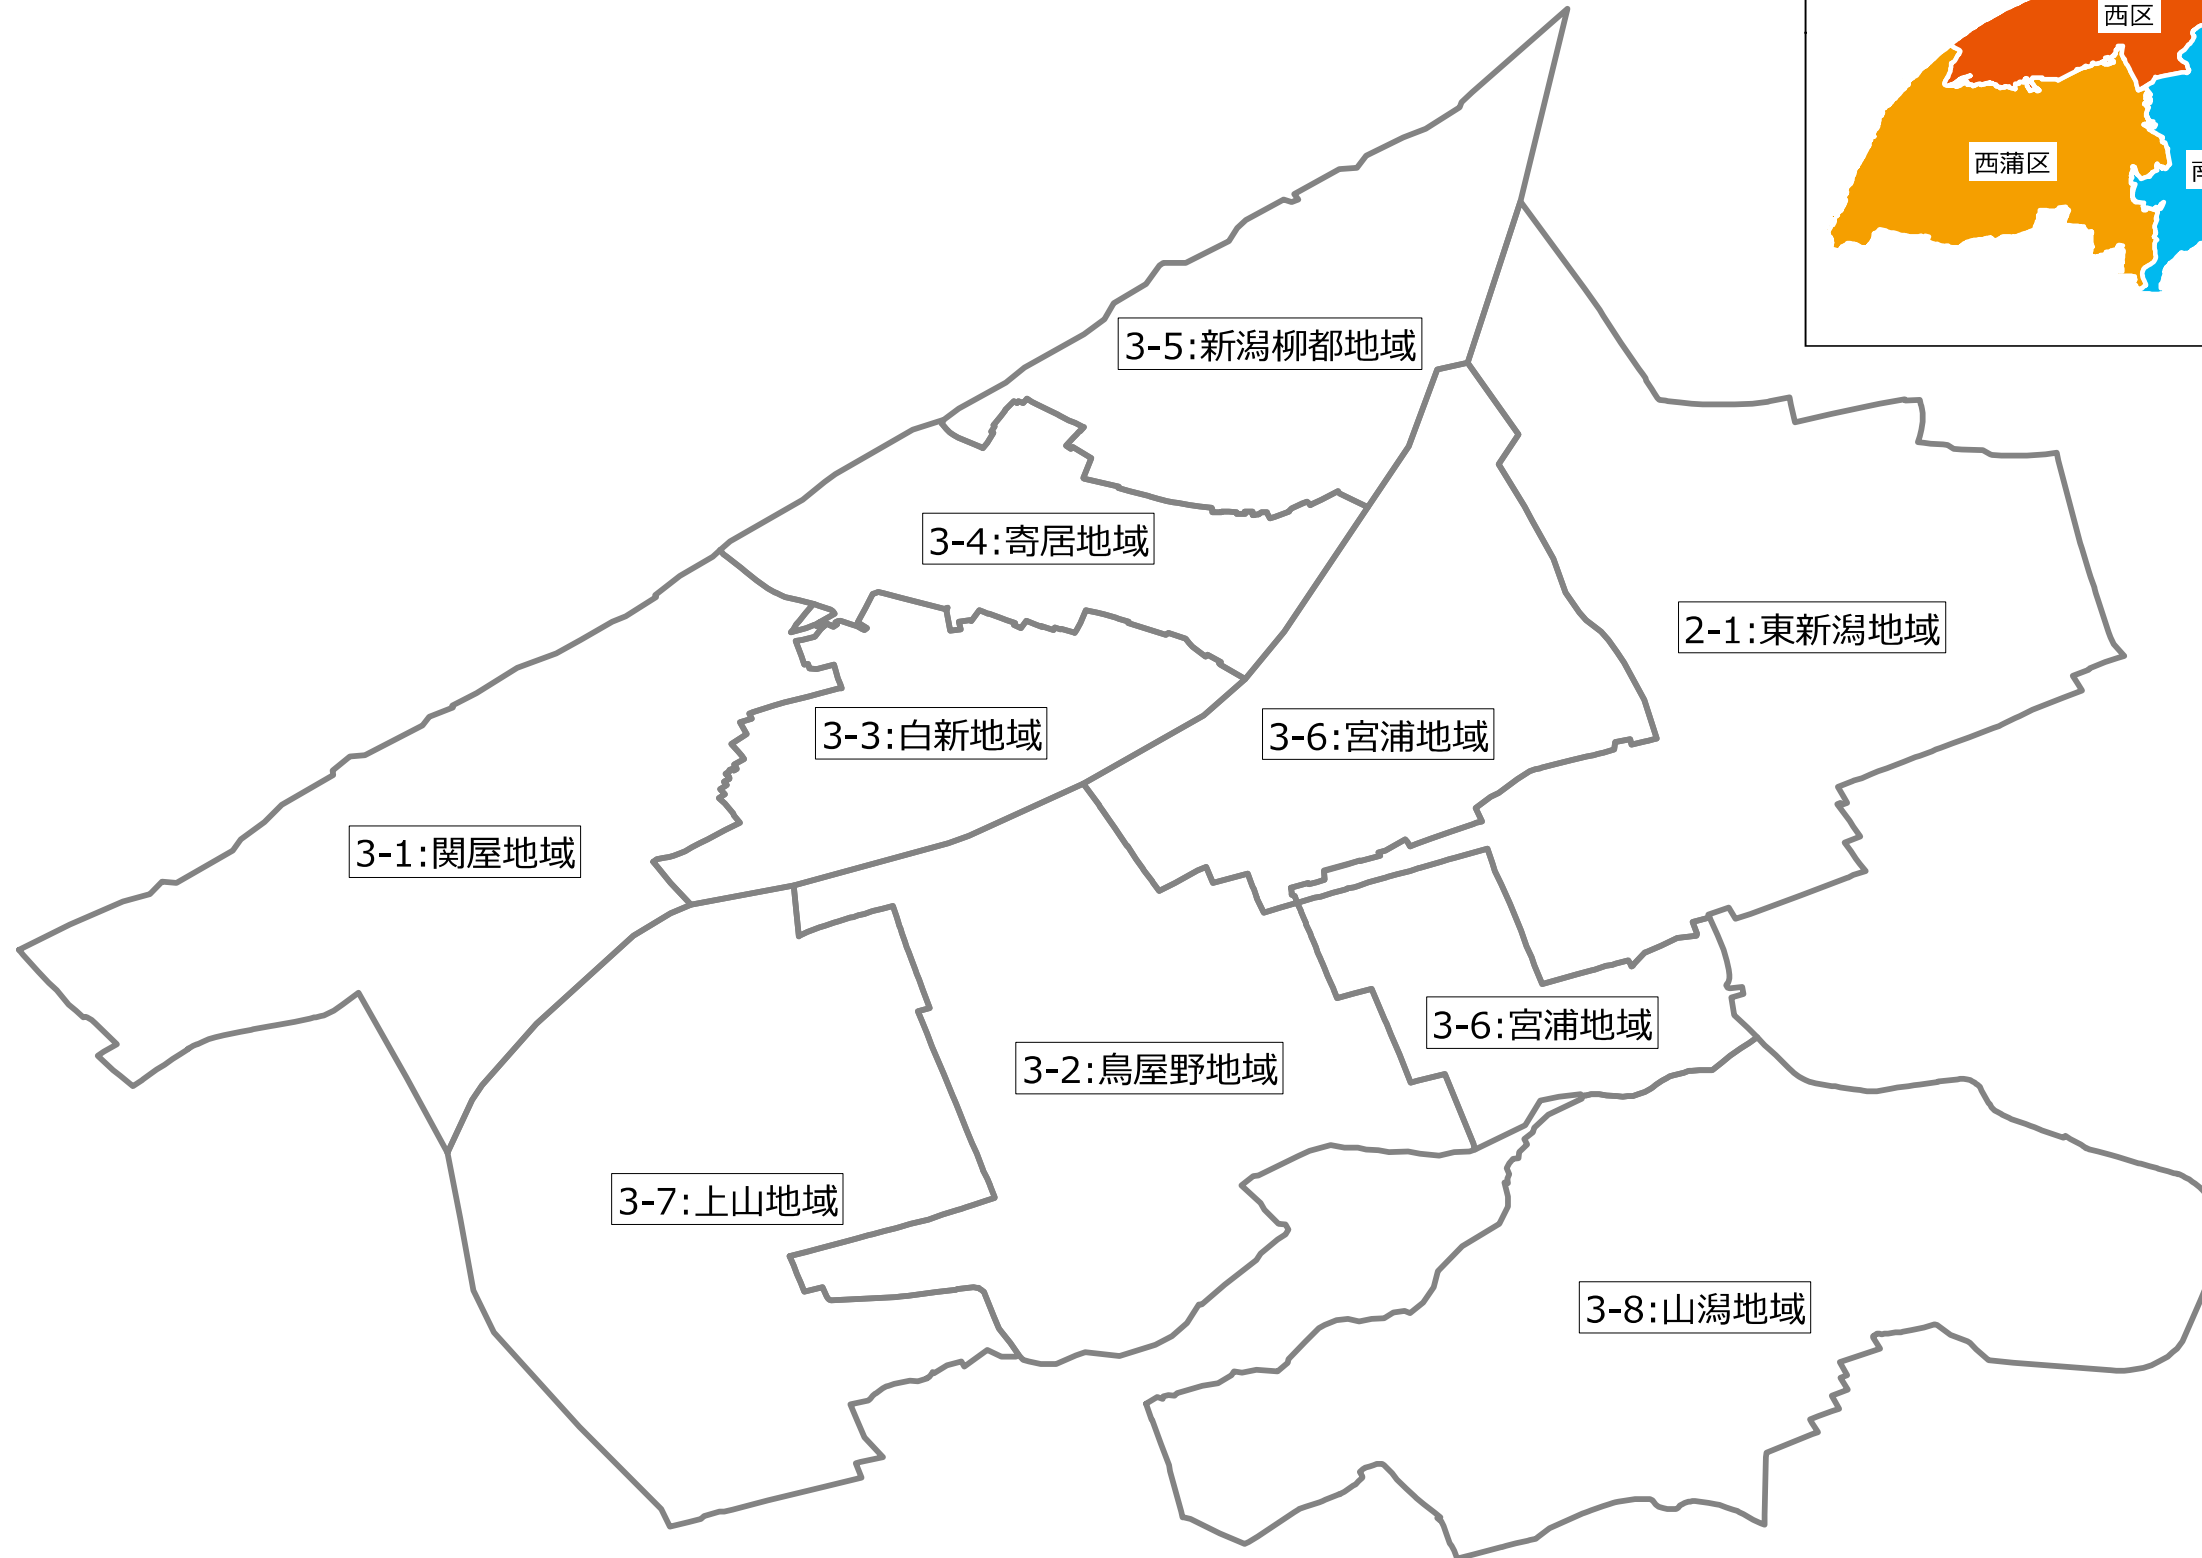 西区
西蒲区
3-5:新潟柳都地域
3-4:寄居地域
2-1:東新潟地域
3-3:白新地域
3-6:宮浦地域
3-1:関屋地域
3-6:宮浦地域
3-2:鳥屋野地域
3-7:上山地域
3-8:山潟地域